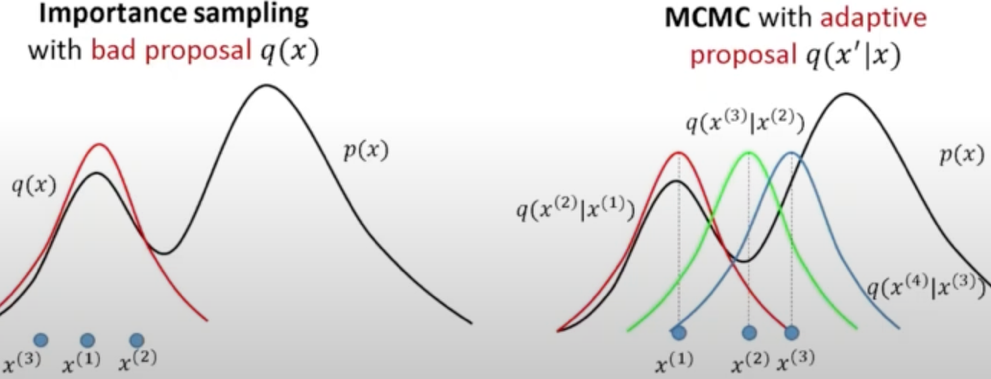 Importance sampling
with bad proposal q(x)
q(x)
p(x)
x⁽³⁾ x⁽¹⁾ x⁽²⁾
MCMC with adaptive
proposal q(x′|x)
q(x⁽³⁾|x⁽²⁾)
p(x)
q(x⁽²⁾|x⁽¹⁾)
q(x⁽⁴⁾|x⁽³⁾)
x⁽¹⁾ x⁽²⁾ x⁽³⁾